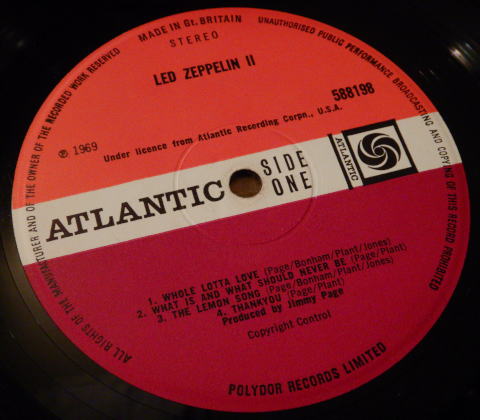 MADE IN Gt. BRITAIN
UNAUTHORISED PUBLIC PERFORMANCE BROADCASTING AND COPYING OF THIS RECORD PROHIBITED
ALL RIGHTS OF THE MANUFACTURER AND OF THE OWNER OF THE RECORDED WORK RESERVED
STEREO
LED ZEPPELIN II
588198
℗ 1969
Under licence from Atlantic Recording Corpn., U.S.A.
ATLANTIC
SIDE
ONE
ATLANTIC
1. WHOLE LOTTA LOVE (Page/Bonham/Plant/Jones)
2. WHAT IS AND WHAT SHOULD NEVER BE (Page/Plant)
3. THE LEMON SONG (Page/Bonham/Plant/Jones)
4. THANKYOU (Page/Plant)
Produced by Jimmy Page
Copyright Control
POLYDOR RECORDS LIMITED